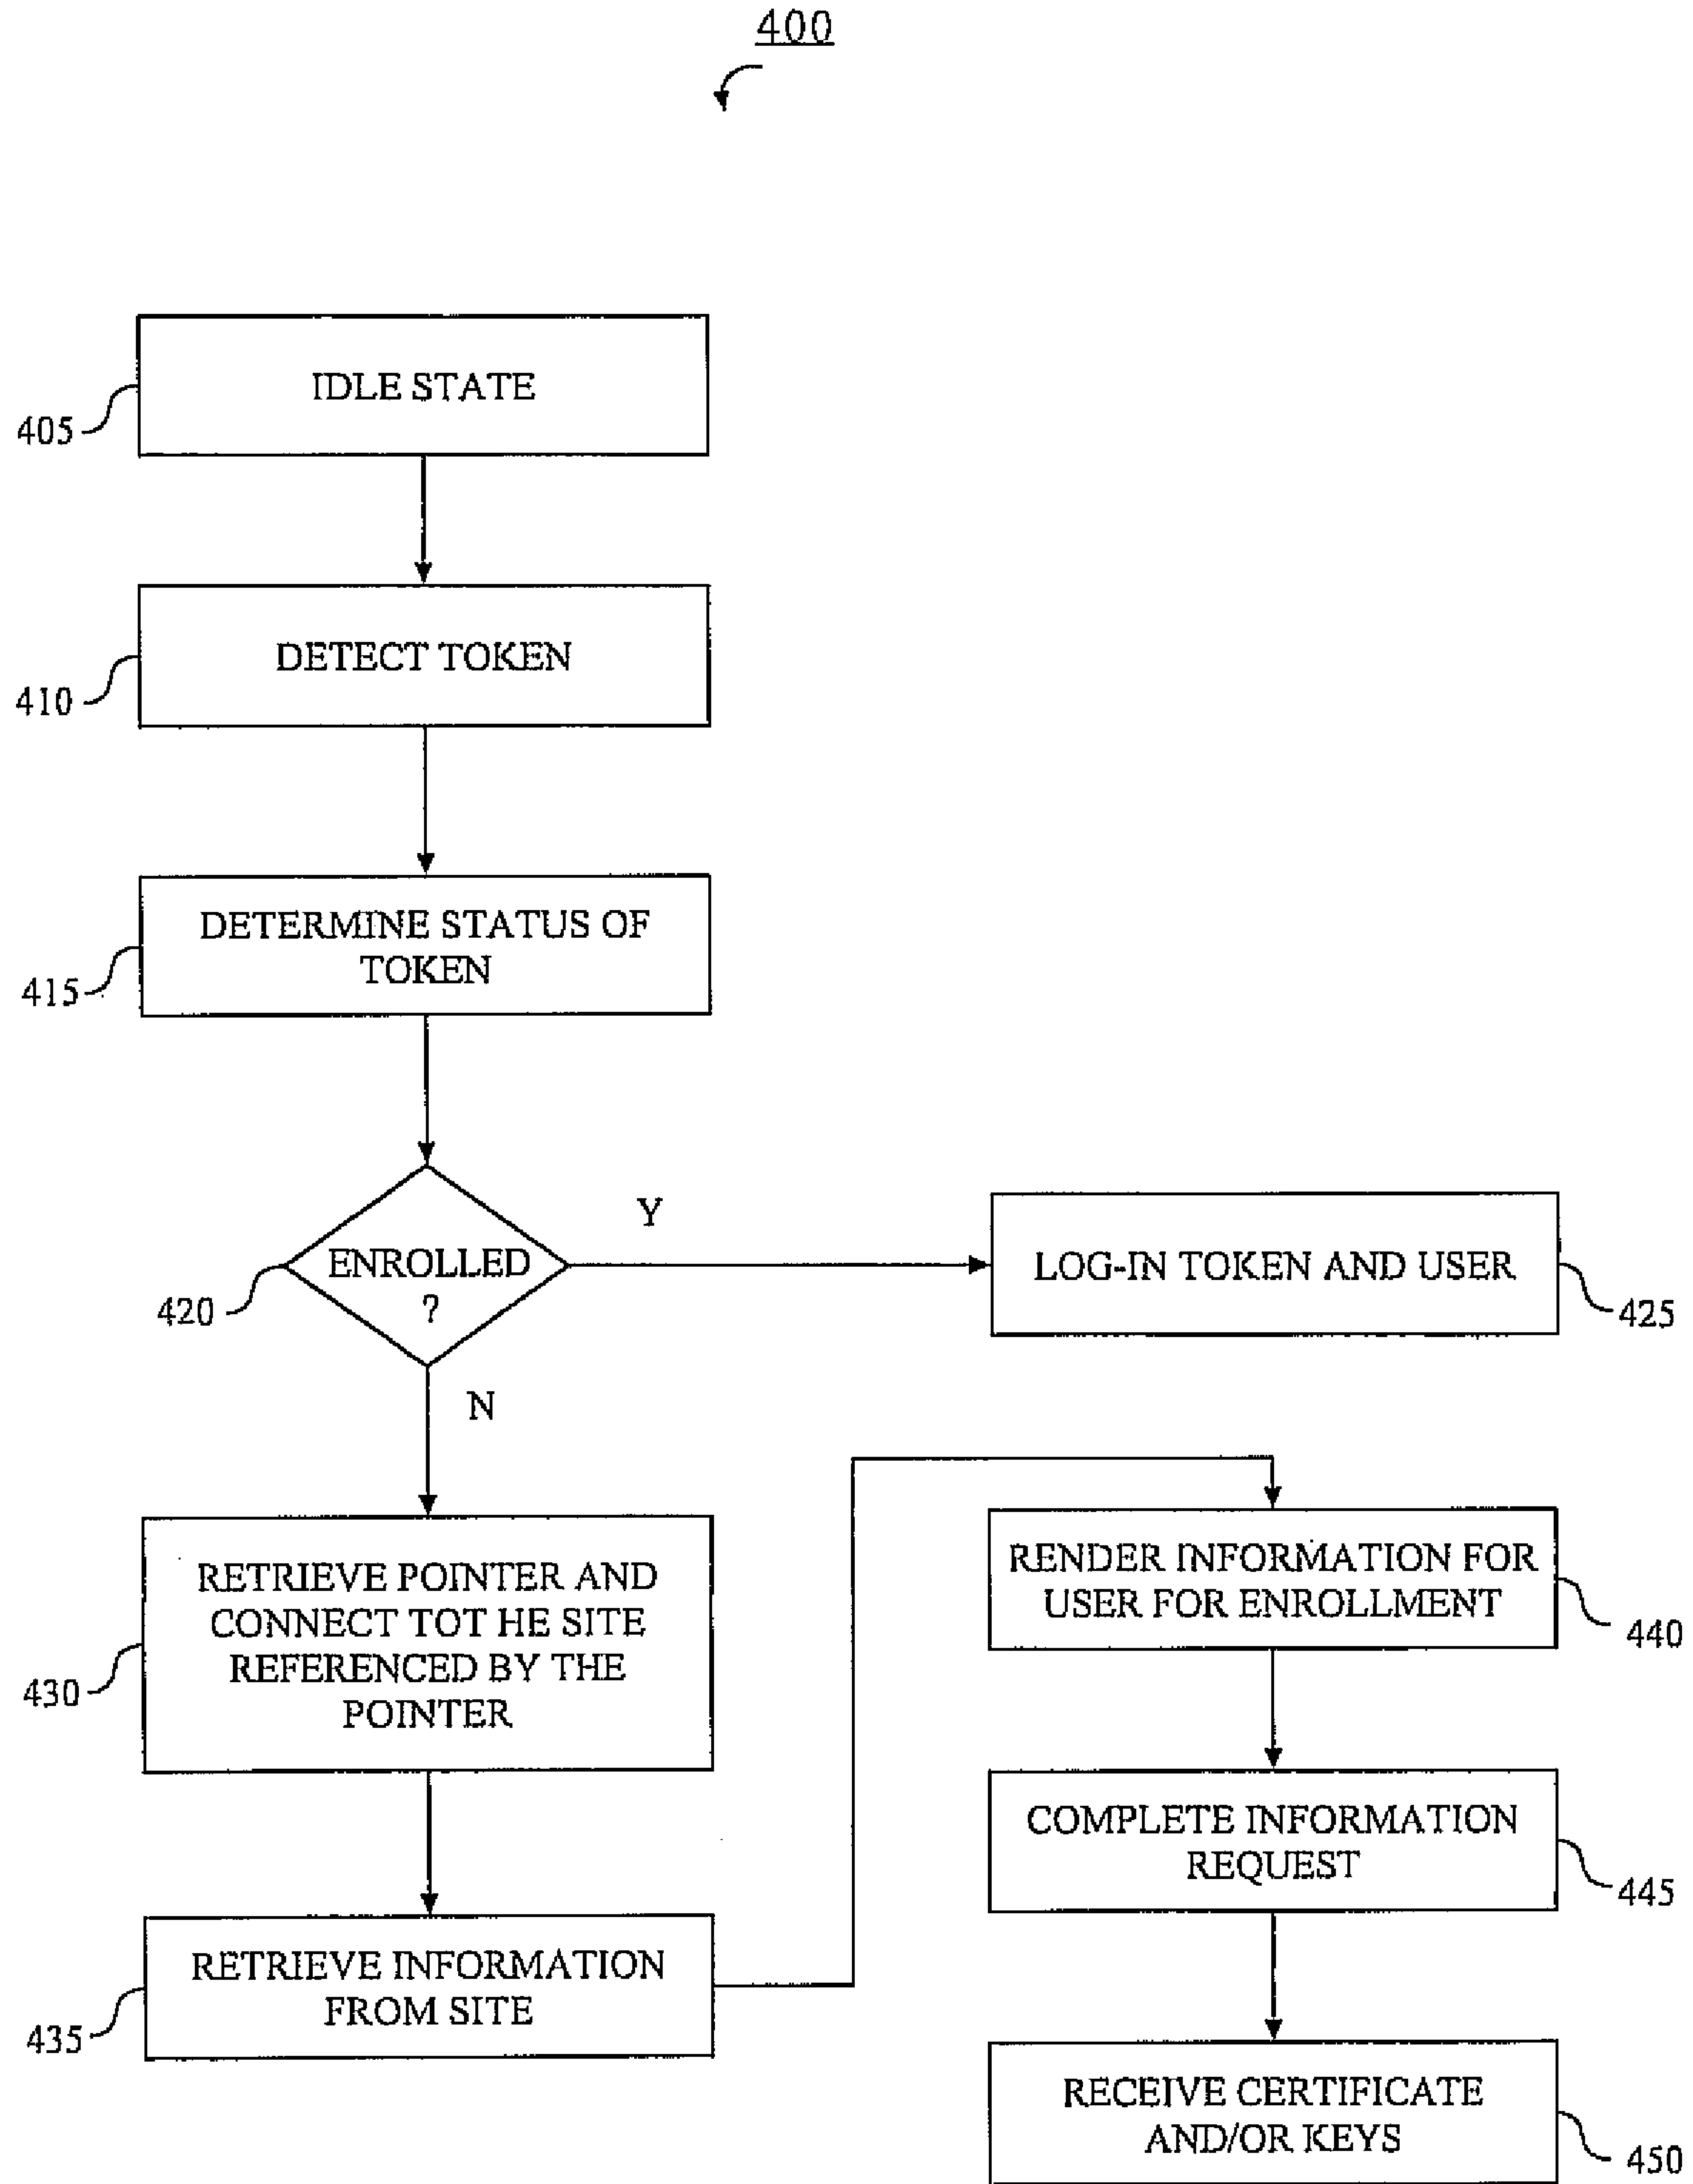 400
IDLE STATE
405
DETECT TOKEN
410
DETERMINE STATUS OF
TOKEN
415
Y
ENROLLED
?
420
LOG-IN TOKEN AND USER
425
N
RETRIEVE POINTER AND
CONNECT TOT HE SITE
REFERENCED BY THE
POINTER
430
RETRIEVE INFORMATION
FROM SITE
435
RENDER INFORMATION FOR
USER FOR ENROLLMENT
440
COMPLETE INFORMATION
REQUEST
445
RECEIVE CERTIFICATE
AND/OR KEYS
450